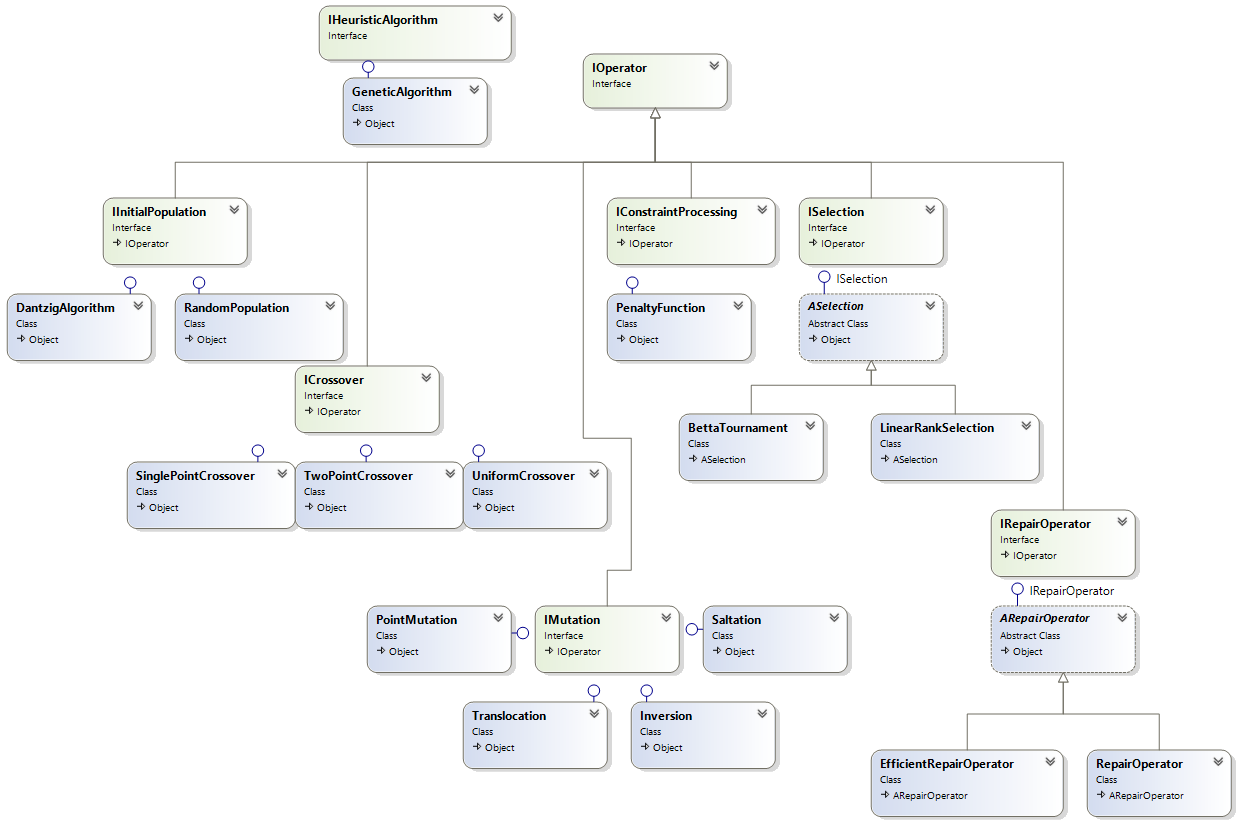 IHeuristicAlgorithm
Interface
GeneticAlgorithm
Class
Object
IOperator
Interface
IInitialPopulation
Interface
IOperator
IConstraintProcessing
Interface
IOperator
ISelection
Interface
IOperator
DantzigAlgorithm
Class
Object
RandomPopulation
Class
Object
PenaltyFunction
Class
Object
ISelection
ASelection
Abstract Class
Object
ICrossover
Interface
IOperator
BettaTournament
Class
ASelection
LinearRankSelection
Class
ASelection
SinglePointCrossover
Class
Object
TwoPointCrossover
Class
Object
UniformCrossover
Class
Object
IRepairOperator
Interface
IOperator
IRepairOperator
ARepairOperator
Abstract Class
Object
PointMutation
Class
Object
IMutation
Interface
IOperator
Saltation
Class
Object
Translocation
Class
Object
Inversion
Class
Object
EfficientRepairOperator
Class
ARepairOperator
RepairOperator
Class
ARepairOperator